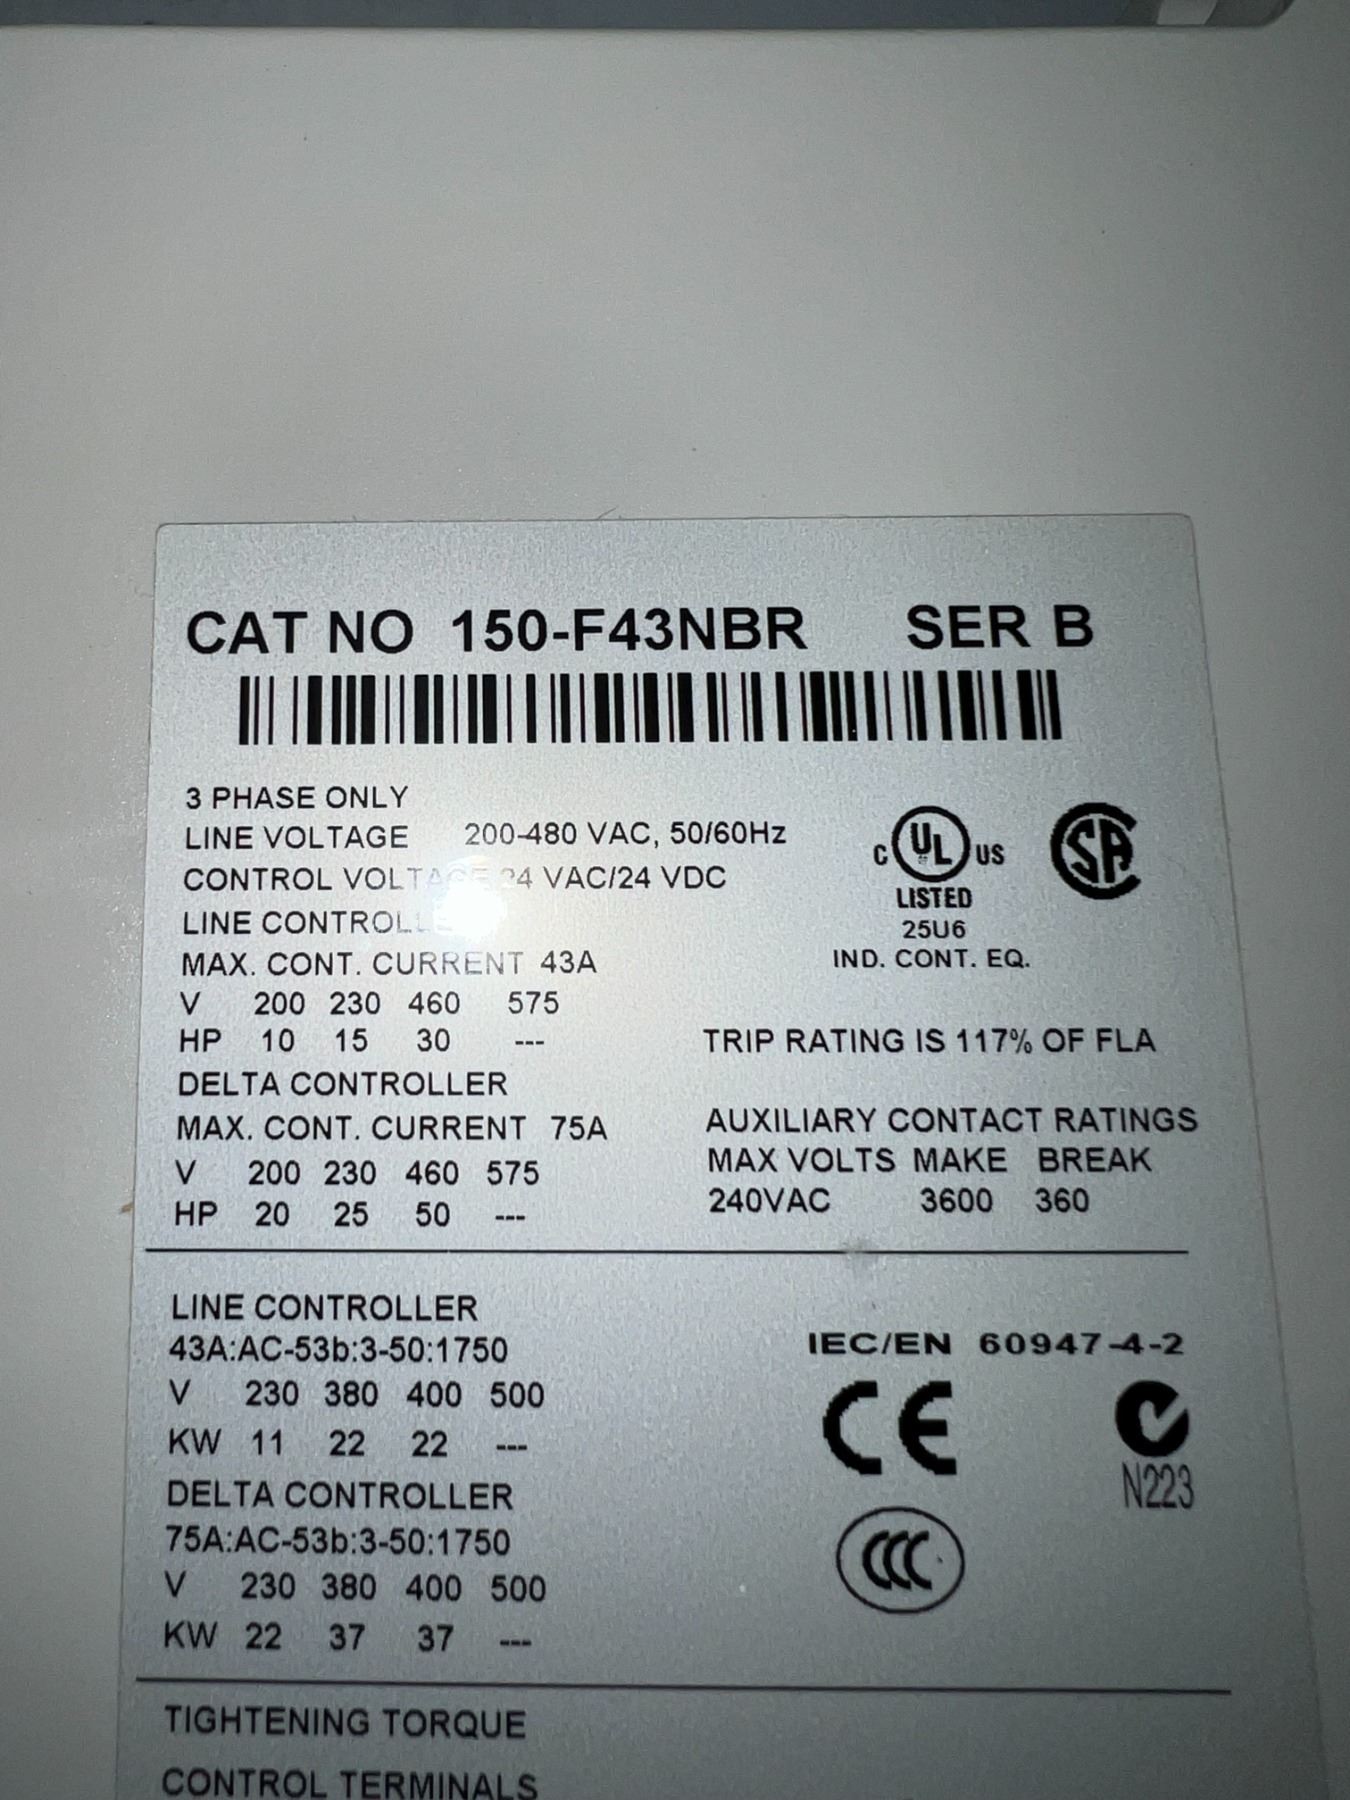 CAT NO 150-F43NBR SER B
3 PHASE ONLY
LINE VOLTAGE 200-480 VAC, 50/60Hz
CONTROL VOLTAGE 24 VAC/24 VDC
LINE CONTROLLER
MAX. CONT. CURRENT 43A
V 200 230 460 575
HP 10 15 30 ---
DELTA CONTROLLER
MAX. CONT. CURRENT 75A
V 200 230 460 575
HP 20 25 50 ---
C UL US
LISTED
25U6
IND. CONT. EQ.
SA
TRIP RATING IS 117% OF FLA
AUXILIARY CONTACT RATINGS
MAX VOLTS MAKE BREAK
240VAC 3600 360
LINE CONTROLLER
43A:AC-53b:3-50:1750
V 230 380 400 500
KW 11 22 22 ---
DELTA CONTROLLER
75A:AC-53b:3-50:1750
V 230 380 400 500
KW 22 37 37 ---
IEC/EN 60947-4-2
CE
N223
CCC
TIGHTENING TORQUE
CONTROL TERMINALS